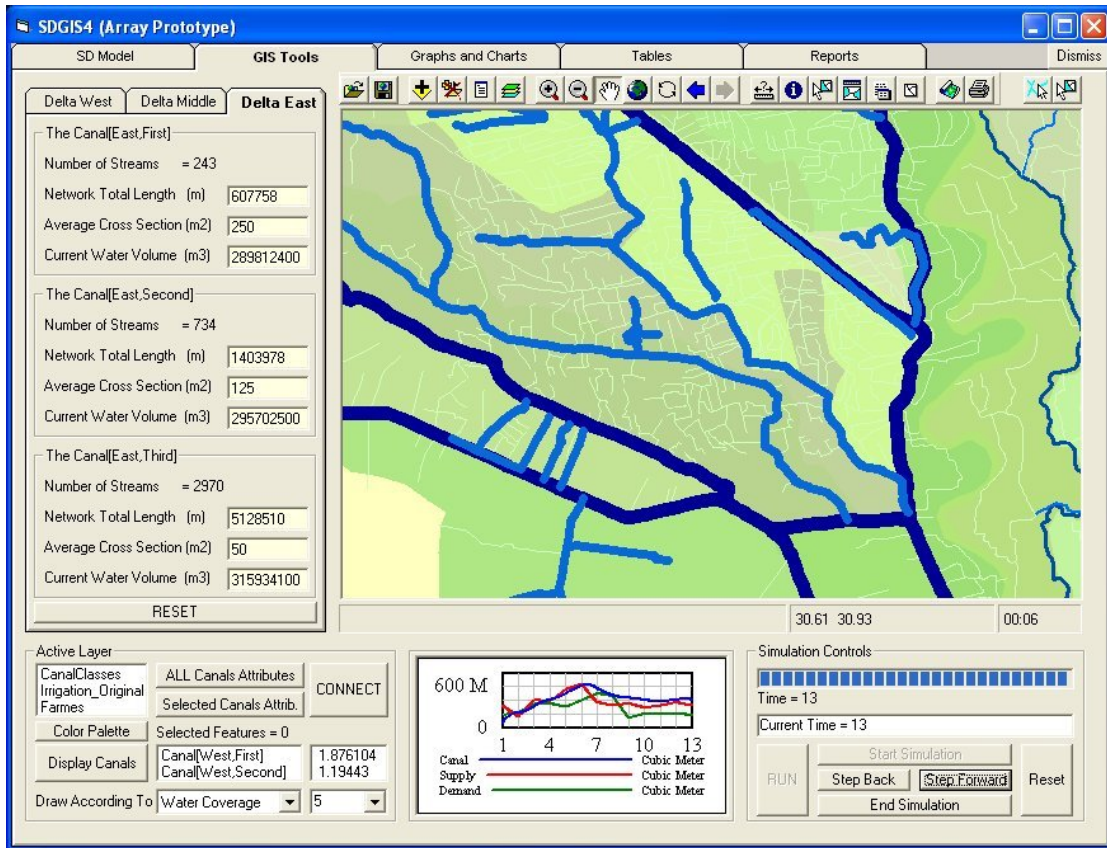 SDGIS4 (Array Prototype)
SD Model GIS Tools Graphs and Charts Tables Reports Dismiss
Delta West Delta Middle Delta East
The Canal[East,First]
Number of Streams = 243
Network Total Length (m) 607758
Average Cross Section (m2) 250
Current Water Volume (m3) 289812400
The Canal[East,Second]
Number of Streams = 734
Network Total Length (m) 1403978
Average Cross Section (m2) 125
Current Water Volume (m3) 295702500
The Canal[East,Third]
Number of Streams = 2970
Network Total Length (m) 5128510
Average Cross Section (m2) 50
Current Water Volume (m3) 315934100
RESET
30.61 30.93 00:06
Active Layer
CanalClasses
Irrigation_Original
Farmes
ALL Canals Attributes
Selected Canals Attrib.
CONNECT
Color Palette
Selected Features = 0
Display Canals
Canal[West,First] 1.876104
Canal[West,Second] 1.19443
Draw According To Water Coverage 5
600 M
0
1 4 7 10 13
Canal Cubic Meter
Supply Cubic Meter
Demand Cubic Meter
Simulation Controls
Time = 13
Current Time = 13
RUN
Start Simulation
Step Back Step Forward
End Simulation
Reset